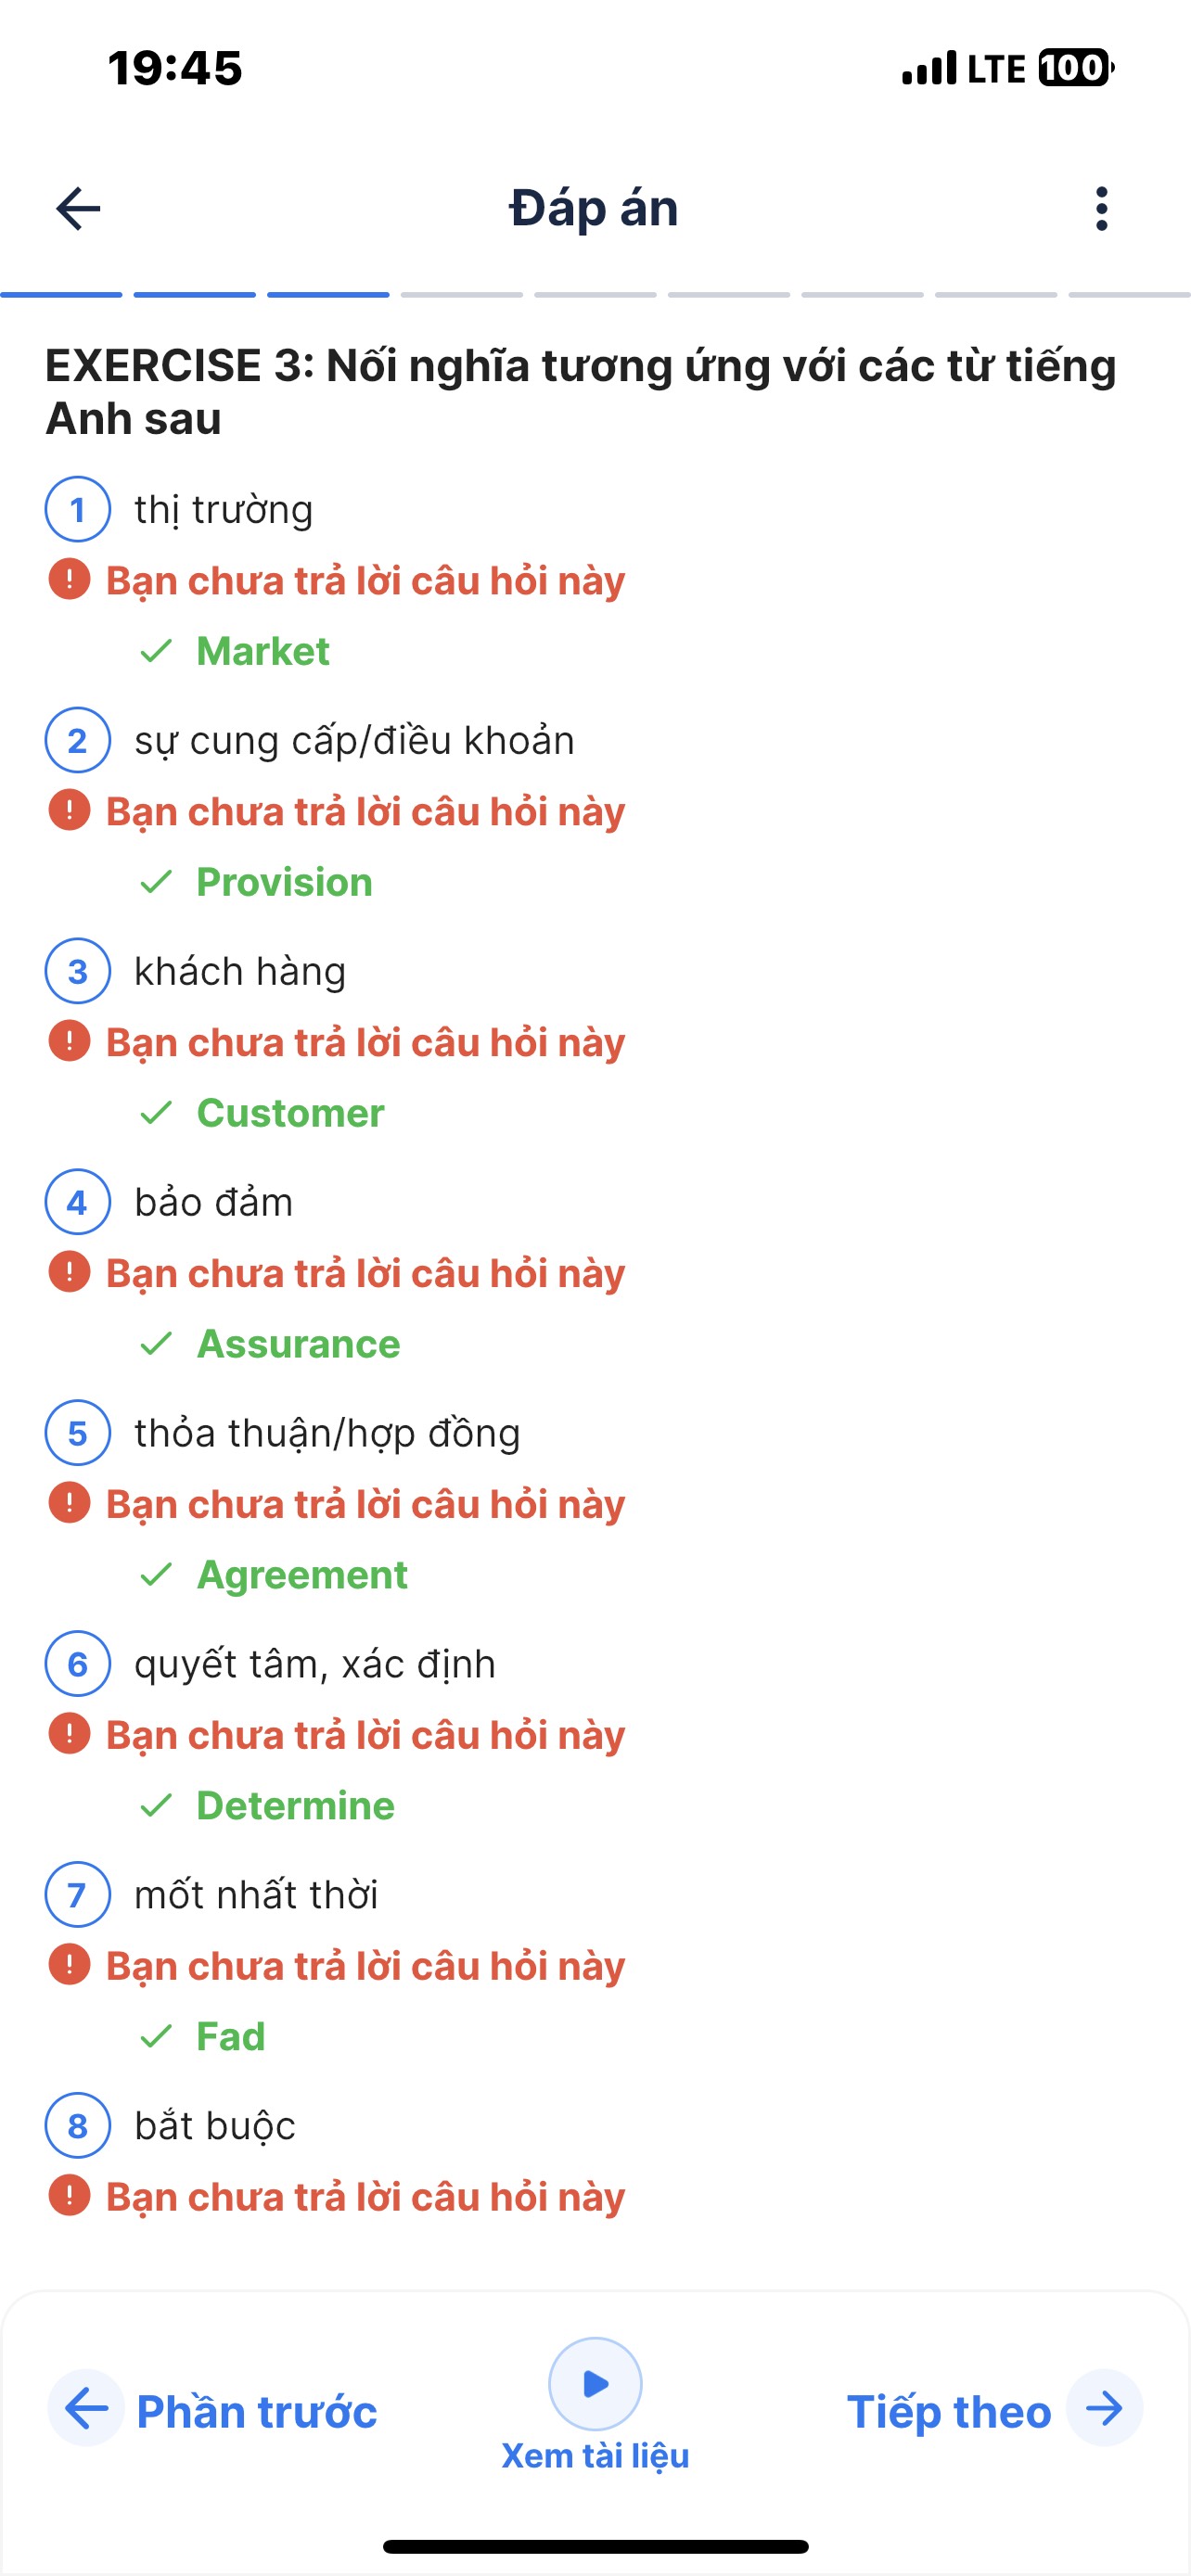 19:45
LTE 100
Đáp án
EXERCISE 3: Nối nghĩa tương ứng với các từ tiếng
Anh sau
1 thị trường
! Bạn chưa trả lời câu hỏi này
✓ Market
2 sự cung cấp/điều khoản
! Bạn chưa trả lời câu hỏi này
✓ Provision
3 khách hàng
! Bạn chưa trả lời câu hỏi này
✓ Customer
4 bảo đảm
! Bạn chưa trả lời câu hỏi này
✓ Assurance
5 thỏa thuận/hợp đồng
! Bạn chưa trả lời câu hỏi này
✓ Agreement
6 quyết tâm, xác định
! Bạn chưa trả lời câu hỏi này
✓ Determine
7 mốt nhất thời
! Bạn chưa trả lời câu hỏi này
✓ Fad
8 bắt buộc
! Bạn chưa trả lời câu hỏi này
Phần trước
Xem tài liệu
Tiếp theo